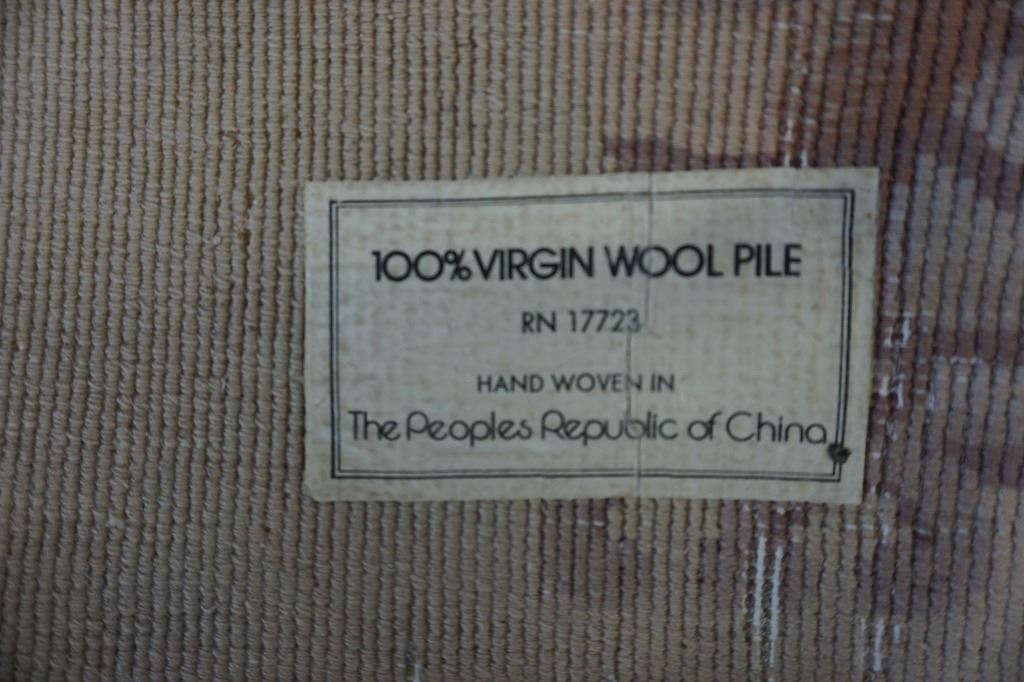 100% VIRGIN WOOL PILE
RN 17723
HAND WOVEN IN
The Peoples Republic of China